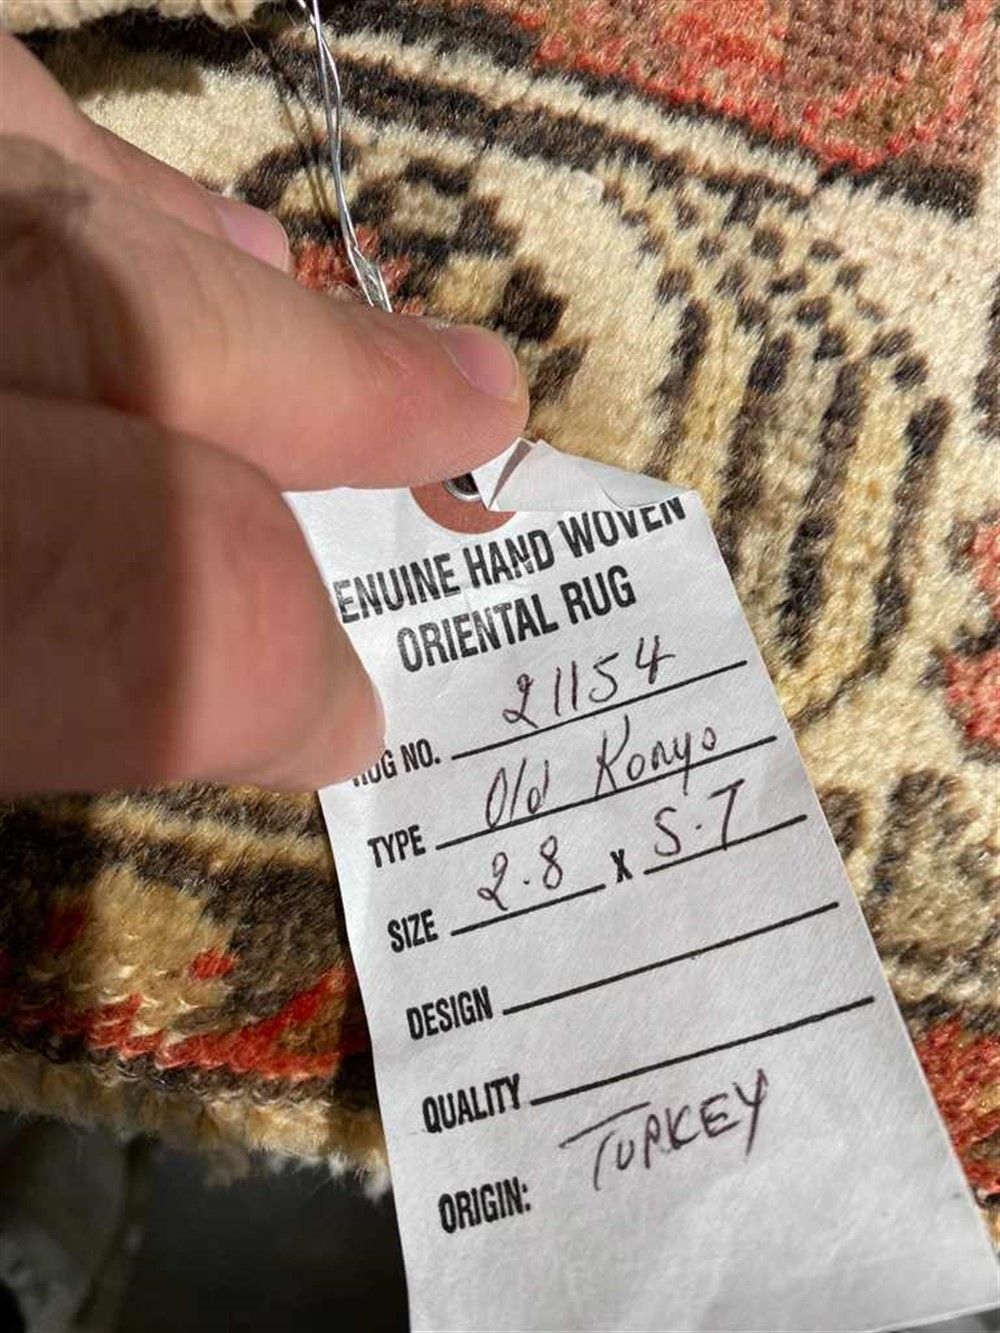 ENUINE HAND WOVEN
ORIENTAL RUG
RUG NO. 21154
TYPE Old Konya
SIZE 2.8 X 5.7
DESIGN
QUALITY
ORIGIN: TURKEY